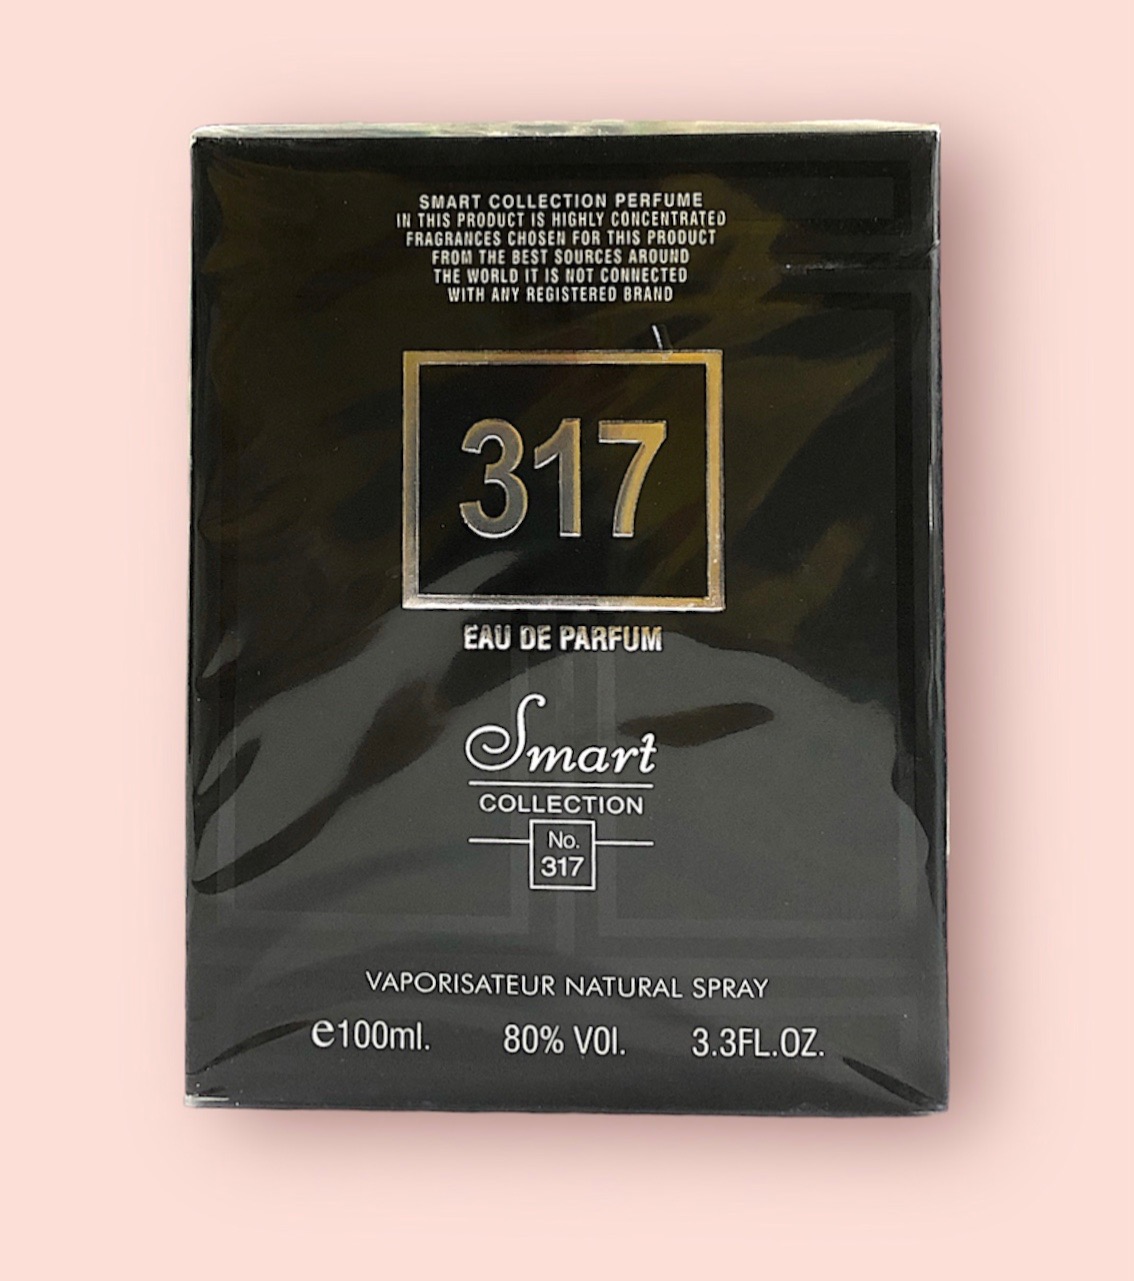 SMART COLLECTION PERFUME
IN THIS PRODUCT IS HIGHLY CONCENTRATED
FRAGRANCES CHOSEN FOR THIS PRODUCT
FROM THE BEST SOURCES AROUND
THE WORLD IT IS NOT CONNECTED
WITH ANY REGISTERED BRAND
317
EAU DE PARFUM
Smart
COLLECTION
No.
317
VAPORISATEUR NATURAL SPRAY
e100ml. 80% VOl. 3.3FL.OZ.